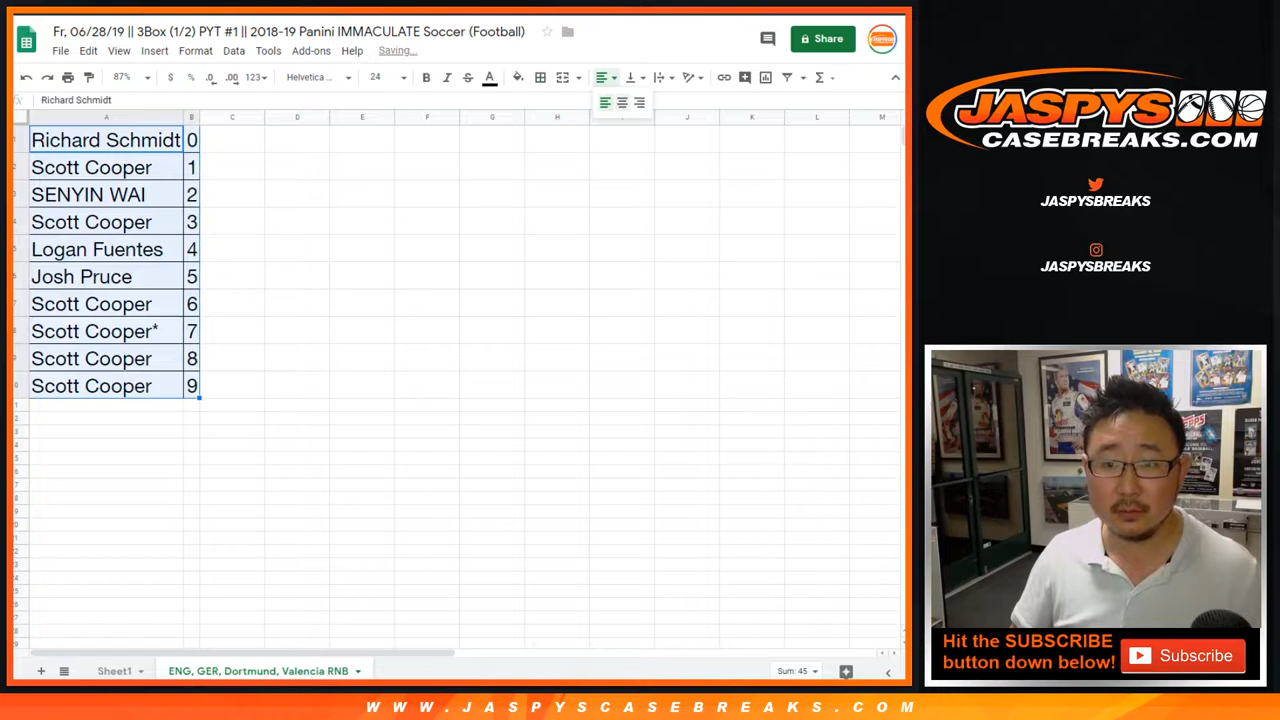 Fr, 06/28/19 || 3Box (1/2) PYT #1 || 2018-19 Panini IMMACULATE Soccer (Football)
File Edit View Insert Format Data Tools Add-ons Help Saving...
Share
87% $ % .0 .00 123 Helvetica ... 24 B I S A
fx Richard Schmidt
A B C D E F G H J K L M
Richard Schmidt 0
Scott Cooper 1
SENYIN WAI 2
Scott Cooper 3
Logan Fuentes 4
Josh Pruce 5
Scott Cooper 6
Scott Cooper* 7
Scott Cooper 8
Scott Cooper 9
Sheet1
ENG, GER, Dortmund, Valencia RNB
Sum: 45
JASPYS
CASEBREAKS.COM
JASPYSBREAKS
JASPYSBREAKS
Hit the SUBSCRIBE
button down below!
Subscribe
WWW.JASPYSCASEBREAKS.COM